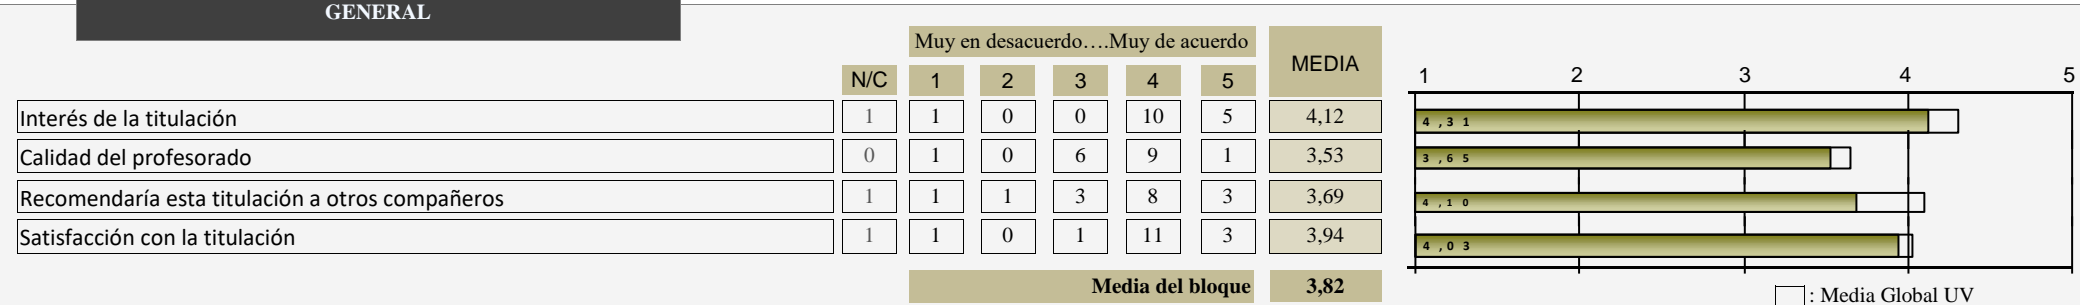 GENERAL
Muy en desacuerdo….Muy de acuerdo
MEDIA
N/C 1 2 3 4 5
1 2 3 4 5
Interés de la titulación 1 1 0 0 10 5 4,12 4,31
Calidad del profesorado 0 1 0 6 9 1 3,53 3,65
Recomendaría esta titulación a otros compañeros 1 1 1 3 8 3 3,69 4,10
Satisfacción con la titulación 1 1 0 1 11 3 3,94 4,03
Media del bloque 3,82
: Media Global UV